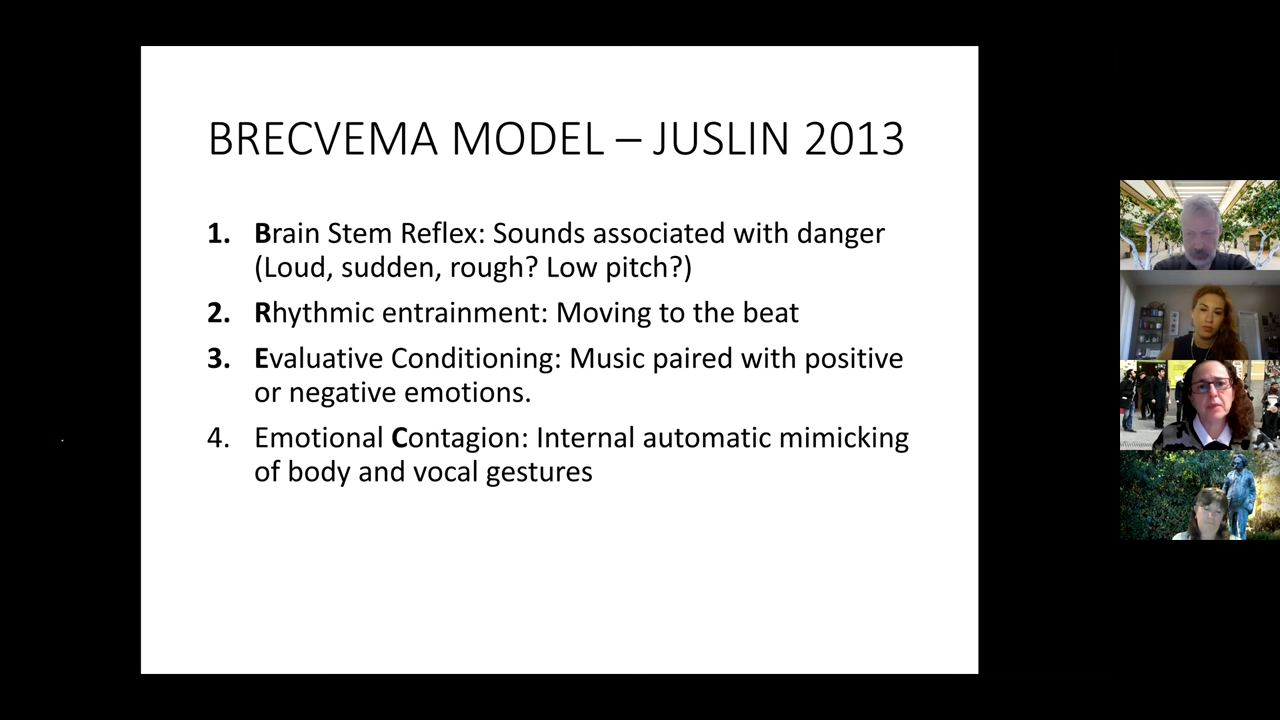 BRECVEMA MODEL – JUSLIN 2013
1. Brain Stem Reflex: Sounds associated with danger
(Loud, sudden, rough? Low pitch?)
2. Rhythmic entrainment: Moving to the beat
3. Evaluative Conditioning: Music paired with positive
or negative emotions.
4. Emotional Contagion: Internal automatic mimicking
of body and vocal gestures